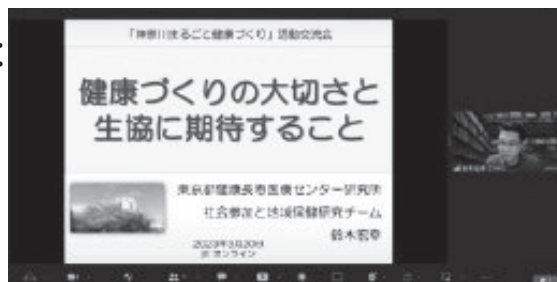 「神奈川まるごと健康づくり」活動交流会
健康づくりの大切さと
生協に期待すること
東京都健康長寿医療センター研究所
社会参加と地域保健研究チーム
鈴木宏幸
2023年3月20日
オンライン